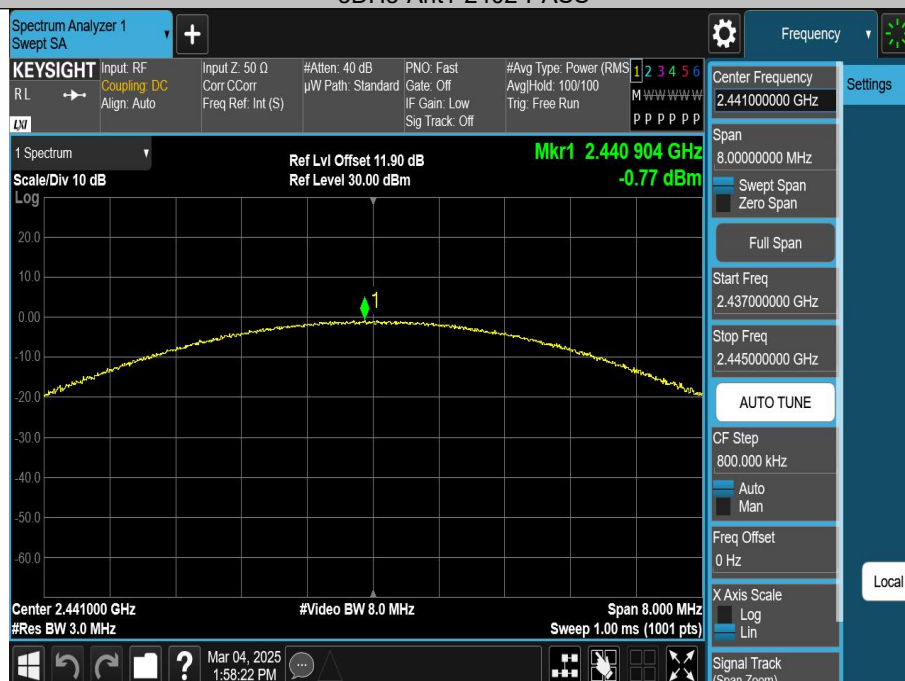 Spectrum Analyzer 1
Swept SA
Frequency
KEYSIGHT
RL
LXI
Input: RF
Coupling: DC
Align: Auto
Input Z: 50 Ω
Corr CCorr
Freq Ref: Int (S)
#Atten: 40 dB
µW Path: Standard
PNO: Fast
Gate: Off
IF Gain: Low
Sig Track: Off
#Avg Type: Power (RMS
Avg|Hold: 100/100
Trig: Free Run
1 2 3 4 5 6
M W W W W W
P P P P P P
1 Spectrum
Scale/Div 10 dB
Log
Ref Lvl Offset 11.90 dB
Ref Level 30.00 dBm
Mkr1 2.440 904 GHz
-0.77 dBm
20.0
10.0
0.00
-10.0
-20.0
-30.0
-40.0
-50.0
-60.0
1
Center 2.441000 GHz
#Res BW 3.0 MHz
#Video BW 8.0 MHz
Span 8.000 MHz
Sweep 1.00 ms (1001 pts)
?
Mar 04, 2025
1:58:22 PM
Center Frequency
2.441000000 GHz
Span
8.00000000 MHz
Swept Span
Zero Span
Full Span
Start Freq
2.437000000 GHz
Stop Freq
2.445000000 GHz
AUTO TUNE
CF Step
800.000 kHz
Auto
Man
Freq Offset
0 Hz
X Axis Scale
Log
Lin
Signal Track
(Span Zoom)
Settings
Local